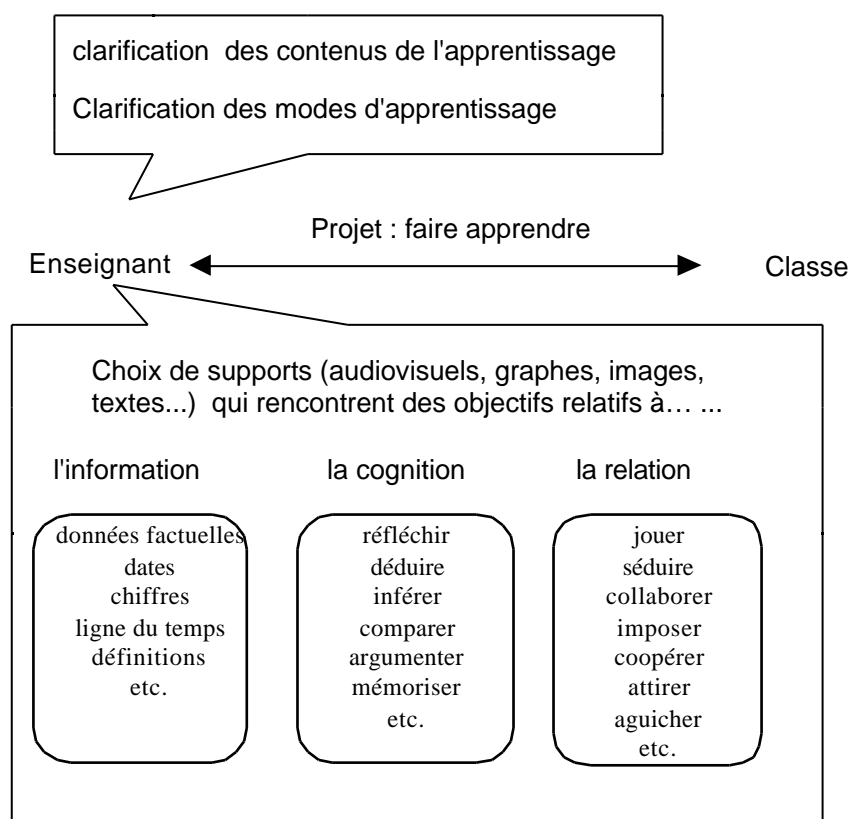 clarification des contenus de l'apprentissage
Clarification des modes d'apprentissage
Projet : faire apprendre
Enseignant
Classe
Choix de supports (audiovisuels, graphes, images,
textes...) qui rencontrent des objectifs relatifs à… ...
l'information
données factuelles
dates
chiffres
ligne du temps
définitions
etc.
la cognition
réfléchir
déduire
inférer
comparer
argumenter
mémoriser
etc.
la relation
jouer
séduire
collaborer
imposer
coopérer
attirer
aguicher
etc.